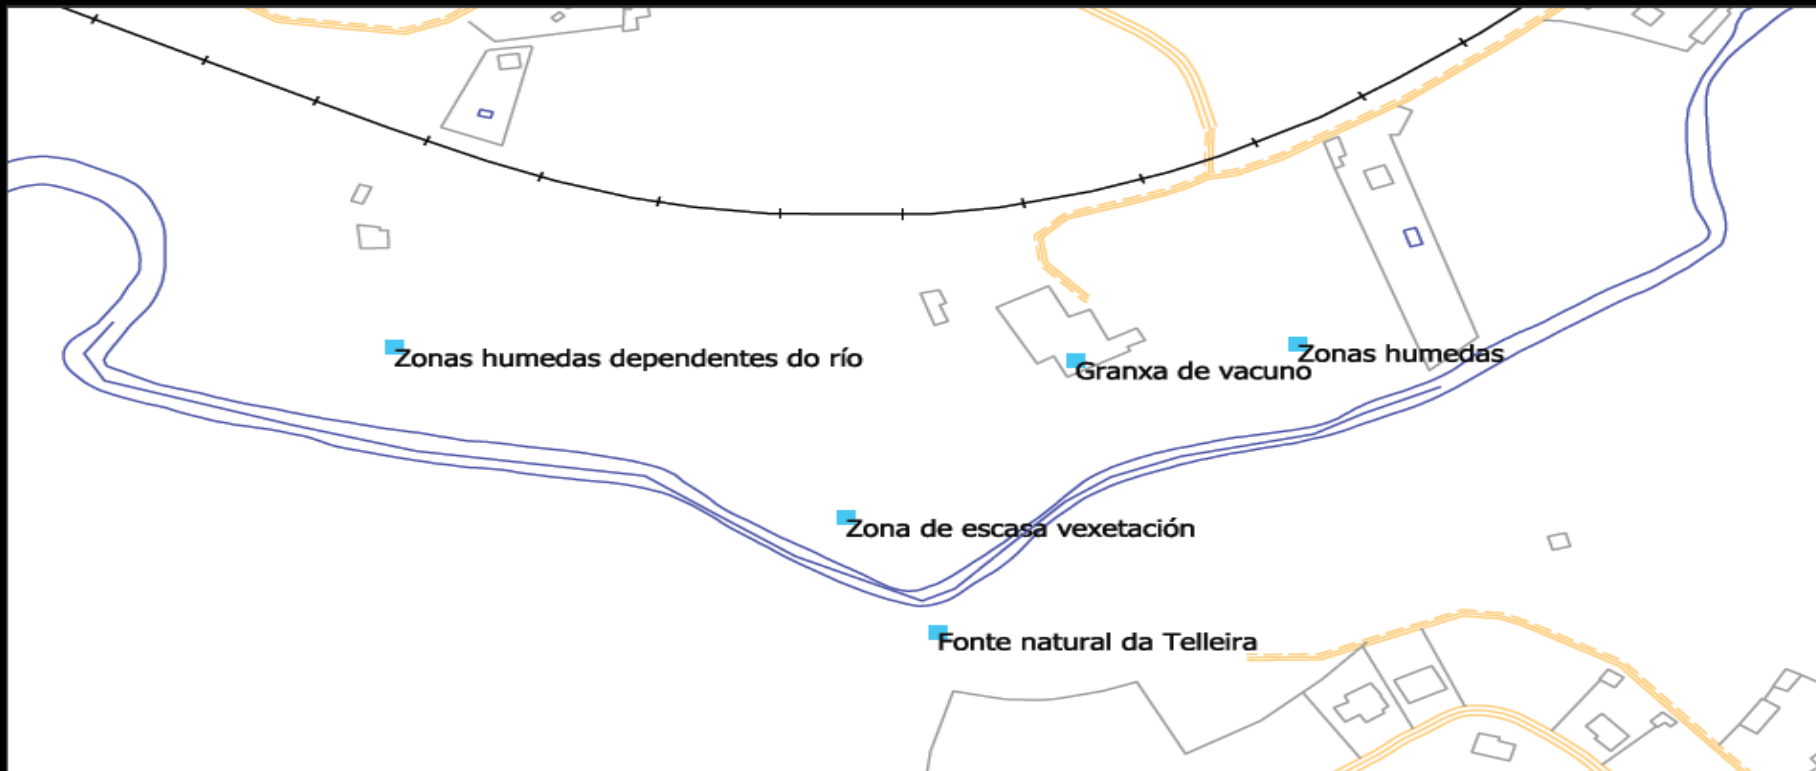 Zonas humedas dependentes do río
Zonas humedas
Granxa de vacuno
Zona de escasa vexetación
Fonte natural da Telleira